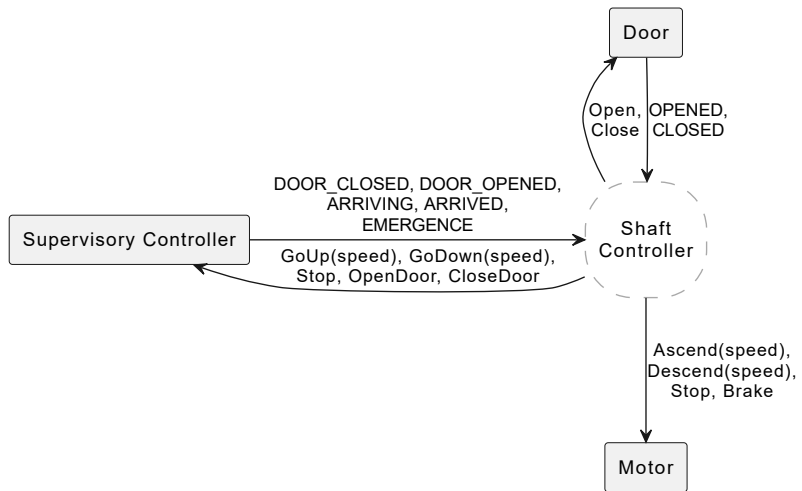 Door
Open,
Close
OPENED,
CLOSED
DOOR_CLOSED, DOOR_OPENED,
ARRIVING, ARRIVED,
EMERGENCE
Supervisory Controller
Shaft
Controller
GoUp(speed), GoDown(speed),
Stop, OpenDoor, CloseDoor
Ascend(speed),
Descend(speed),
Stop, Brake
Motor